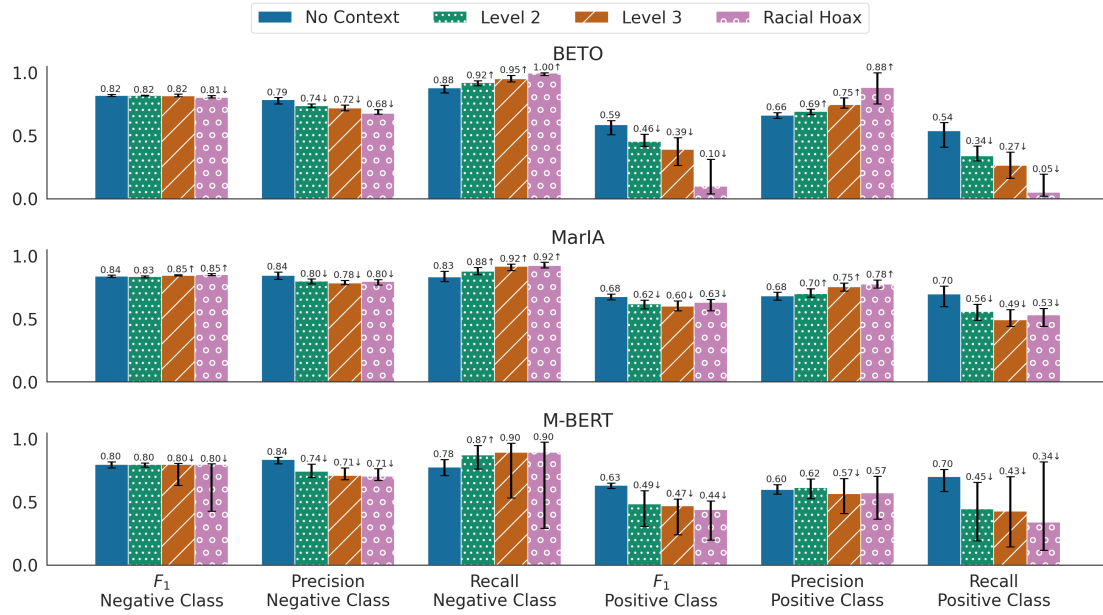 No Context Level 2 Level 3 Racial Hoax
BETO
1.0
0.5
0.0
0.82 0.82 0.82 0.81↓
0.79 0.74↓ 0.72↓ 0.68↓
0.88 0.92↑ 0.95↑ 1.00↑
0.59 0.46↓ 0.39↓ 0.10↓
0.66 0.69↑ 0.75↑ 0.88↑
0.54 0.34↓ 0.27↓ 0.05↓
MarIA
1.0
0.5
0.0
0.84 0.83 0.85↑ 0.85↑
0.84 0.80↓ 0.78↓ 0.80↓
0.83 0.88↑ 0.92↑ 0.92↑
0.68 0.62↓ 0.60↓ 0.63↓
0.68 0.70↑ 0.75↑ 0.78↑
0.70 0.56↓ 0.49↓ 0.53↓
M-BERT
1.0
0.5
0.0
0.80 0.80 0.80↓ 0.80↓
0.84 0.74↓ 0.71↓ 0.71↓
0.78 0.87↑ 0.90 0.90
0.63 0.49↓ 0.47↓ 0.44↓
0.60 0.62 0.57↓ 0.57
0.70 0.45↓ 0.43↓ 0.34↓
F₁
Negative Class
Precision
Negative Class
Recall
Negative Class
F₁
Positive Class
Precision
Positive Class
Recall
Positive Class